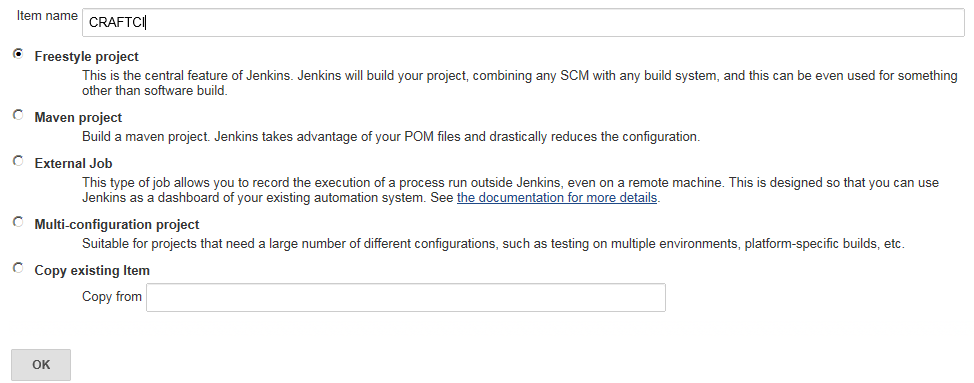 Item name CRAFTCI
Freestyle project
This is the central feature of Jenkins. Jenkins will build your project, combining any SCM with any build system, and this can be even used for something
other than software build.
Maven project
Build a maven project. Jenkins takes advantage of your POM files and drastically reduces the configuration.
External Job
This type of job allows you to record the execution of a process run outside Jenkins, even on a remote machine. This is designed so that you can use
Jenkins as a dashboard of your existing automation system. See the documentation for more details.
Multi-configuration project
Suitable for projects that need a large number of different configurations, such as testing on multiple environments, platform-specific builds, etc.
Copy existing Item
Copy from
OK